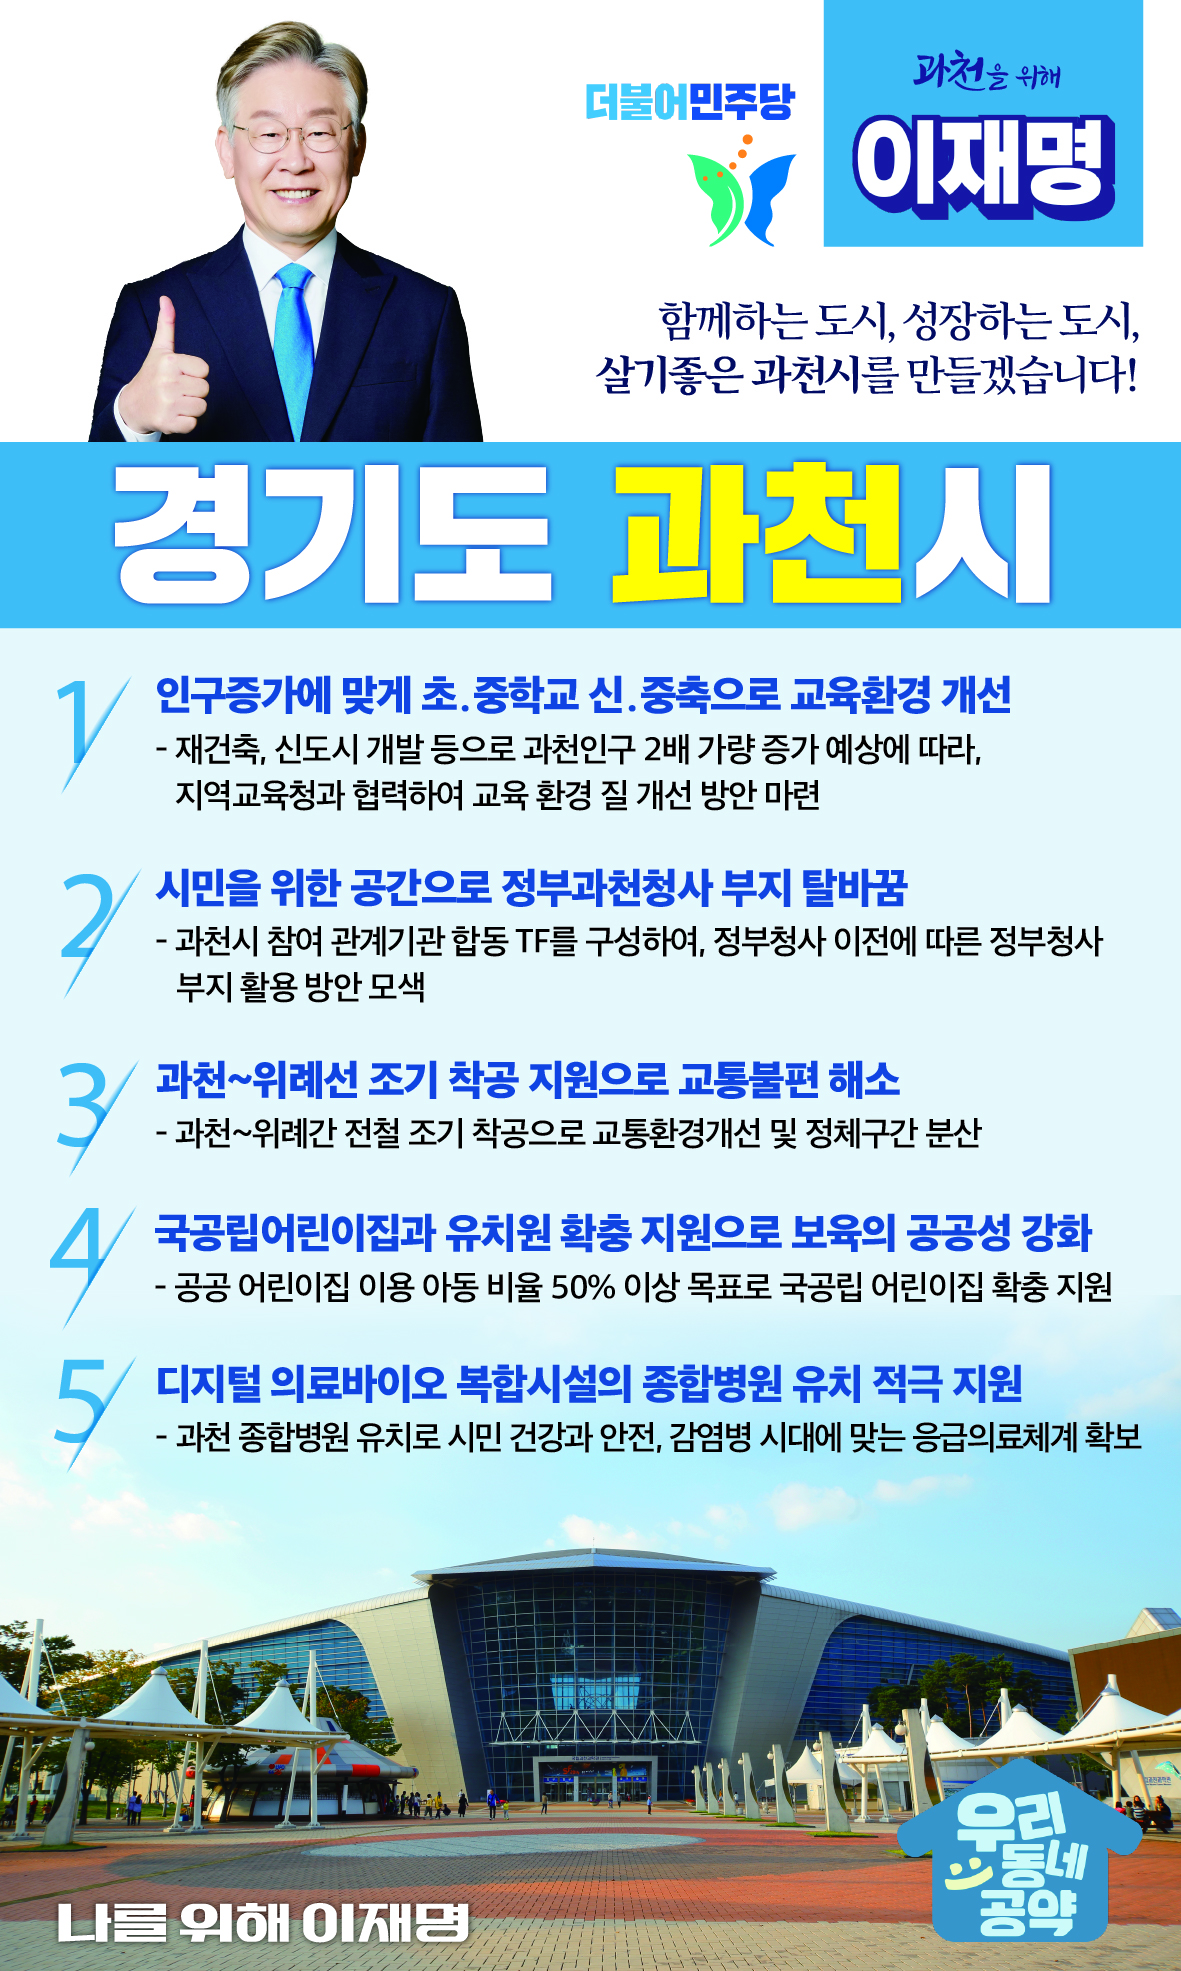 더불어민주당
과천을 위해
이재명
함께하는 도시, 성장하는 도시,
살기좋은 과천시를 만들겠습니다!
경기도 과천시
1 인구증가에 맞게 초.중학교 신.중축으로 교육환경 개선
- 재건축, 신도시 개발 등으로 과천인구 2배 가량 증가 예상에 따라,
지역교육청과 협력하여 교육 환경 질 개선 방안 마련
2 시민을 위한 공간으로 정부과천청사 부지 탈바꿈
- 과천시 참여 관계기관 합동 TF를 구성하여, 정부청사 이전에 따른 정부청사
부지 활용 방안 모색
3 과천~위례선 조기 착공 지원으로 교통불편 해소
- 과천~위례간 전철 조기 착공으로 교통환경개선 및 정체구간 분산
4 국공립어린이집과 유치원 확충 지원으로 보육의 공공성 강화
- 공공 어린이집 이용 아동 비율 50% 이상 목표로 국공립 어린이집 확충 지원
5 디지털 의료바이오 복합시설의 종합병원 유치 적극 지원
- 과천 종합병원 유치로 시민 건강과 안전, 감염병 시대에 맞는 응급의료체계 확보
우리
동네
공약
나를 위해 이재명